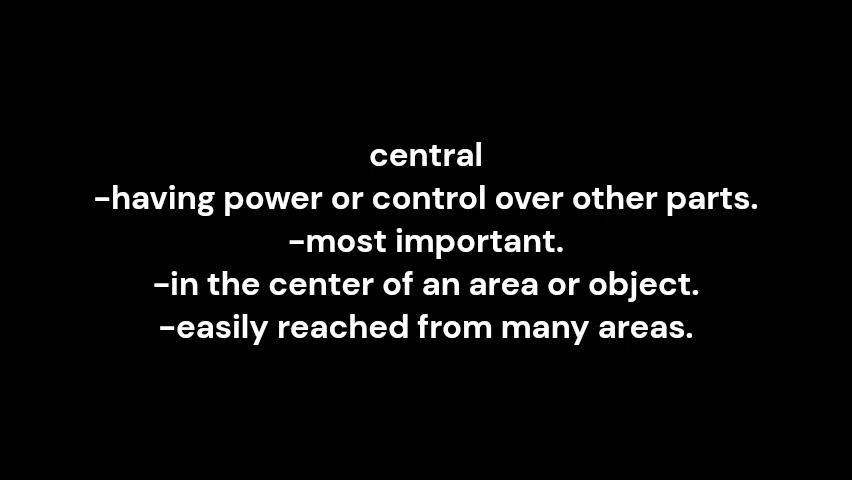 central
-having power or control over other parts.
-most important.
-in the center of an area or object.
-easily reached from many areas.